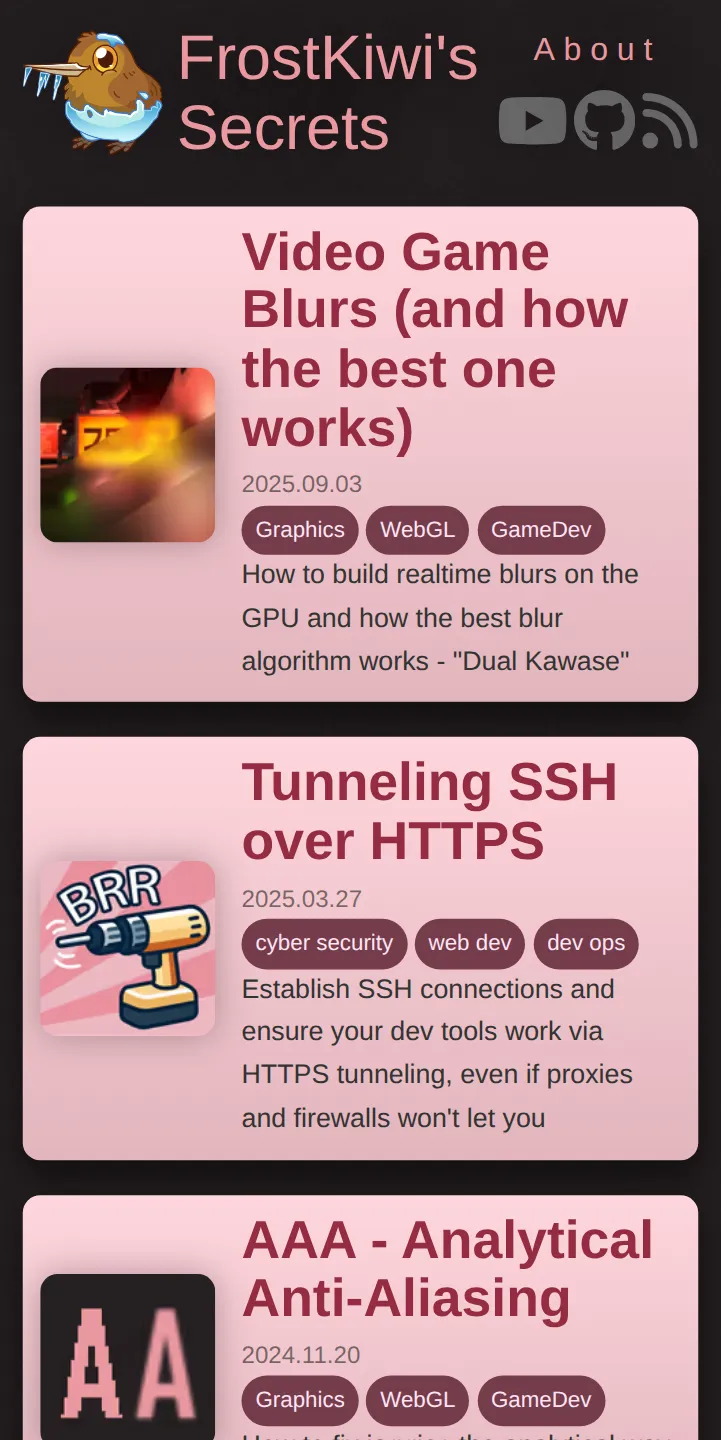 FrostKiwi's
Secrets
About
Video Game
Blurs (and how
the best one
works)
2025.09.03
Graphics WebGL GameDev
How to build realtime blurs on the
GPU and how the best blur
algorithm works - "Dual Kawase"
Tunneling SSH
over HTTPS
2025.03.27
BRR
cyber security web dev dev ops
Establish SSH connections and
ensure your dev tools work via
HTTPS tunneling, even if proxies
and firewalls won't let you
AAA - Analytical
Anti-Aliasing
2024.11.20
A A
Graphics WebGL GameDev